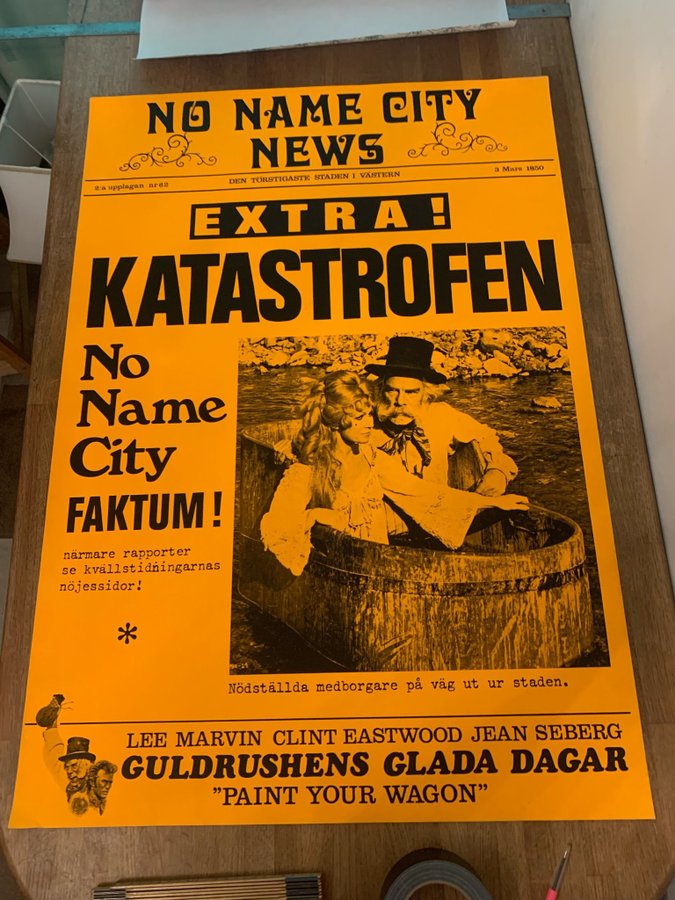 NO NAME CITY
NEWS
2:a upplagan nr 62
DEN TÖRSTIGASTE STADEN I VÄSTERN
3 Mars 1850
EXTRA!
KATASTROFEN
No
Name
City
FAKTUM!
närmare rapporter
se kvällstidningarnas
nöjessidor!
*
Nödställda medborgare på väg ut ur staden.
LEE MARVIN CLINT EASTWOOD JEAN SEBERG
GULDRUSHENS GLADA DAGAR
"PAINT YOUR WAGON"